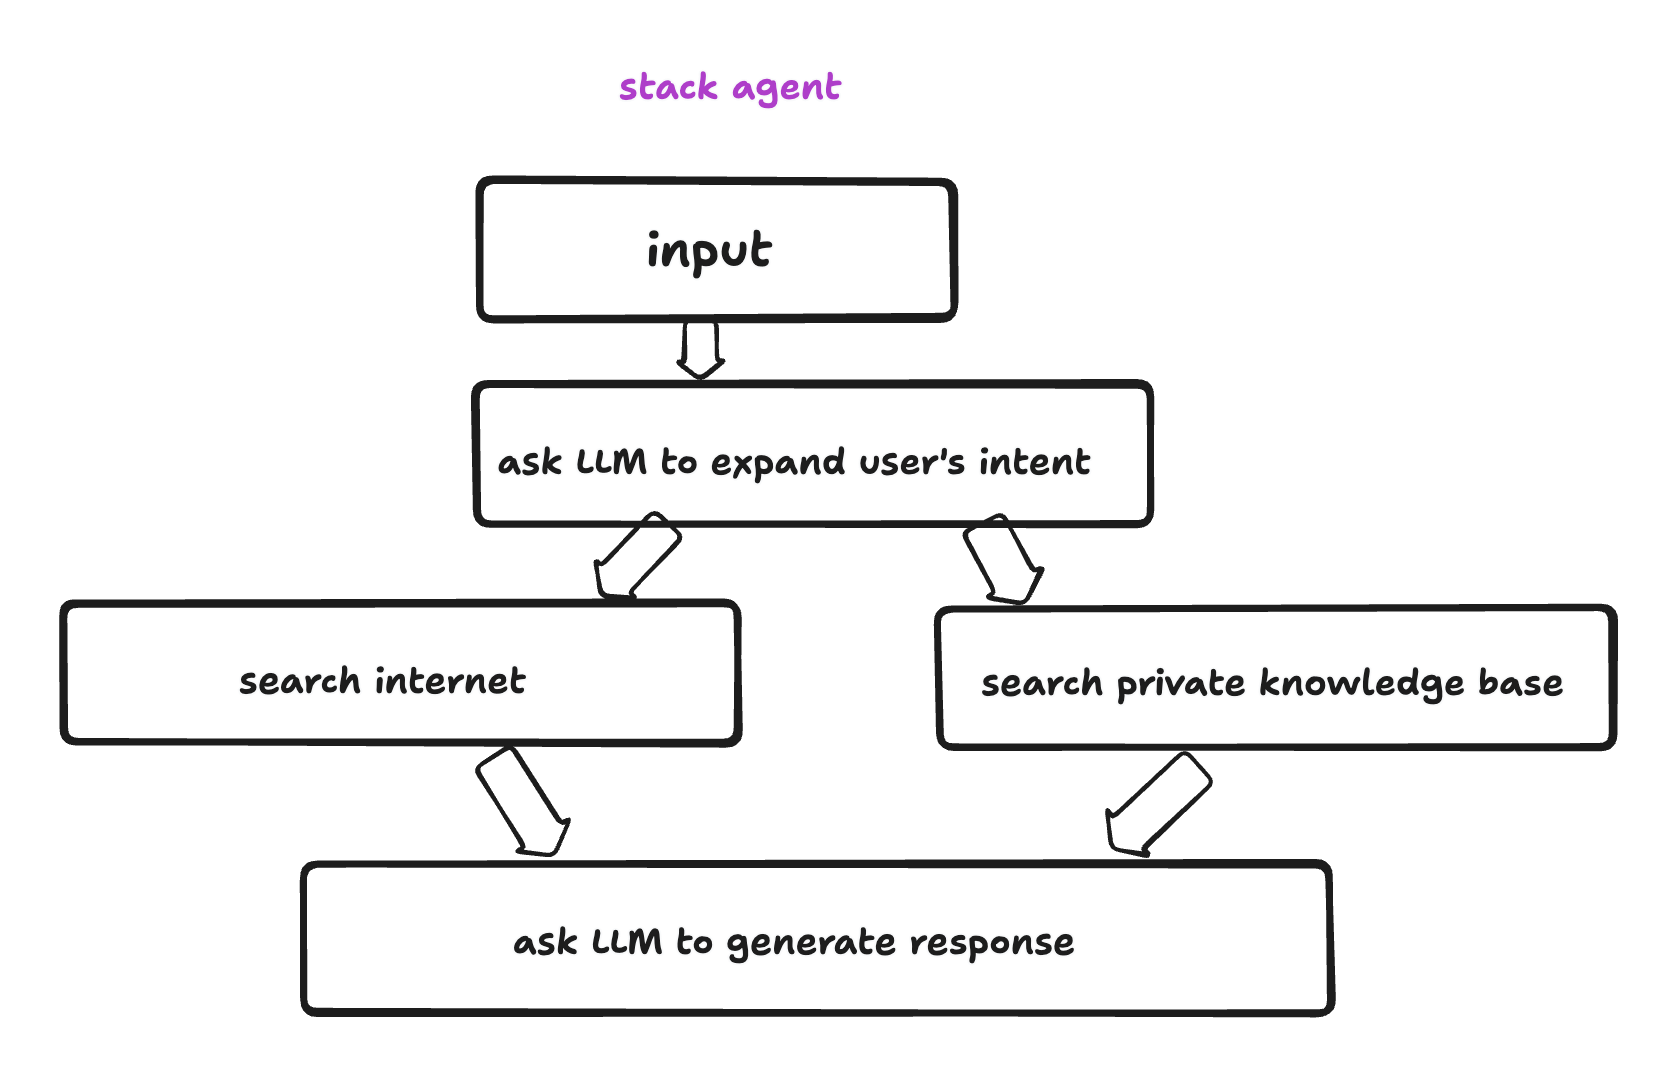 stack agent
input
ask LLM to expand user's intent
search internet
search private knowledge base
ask LLM to generate response